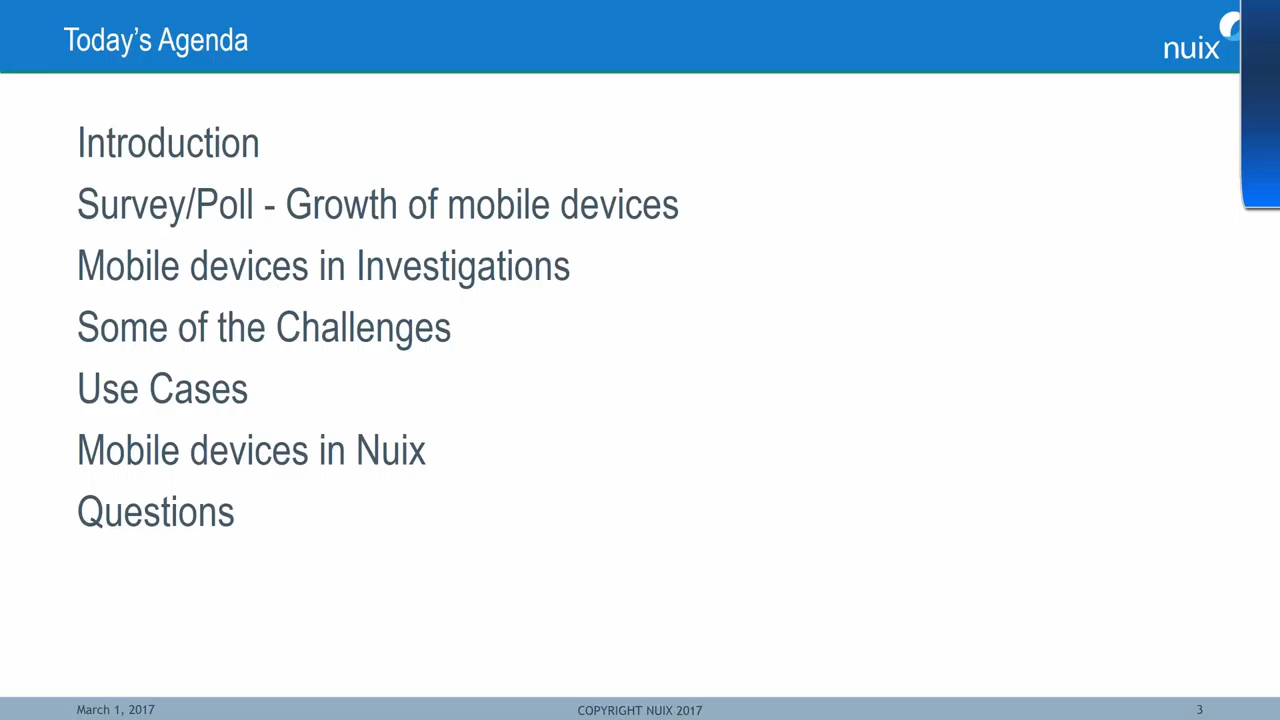 Today's Agenda
nuix
Introduction
Survey/Poll - Growth of mobile devices
Mobile devices in Investigations
Some of the Challenges
Use Cases
Mobile devices in Nuix
Questions
March 1, 2017
COPYRIGHT NUIX 2017
3